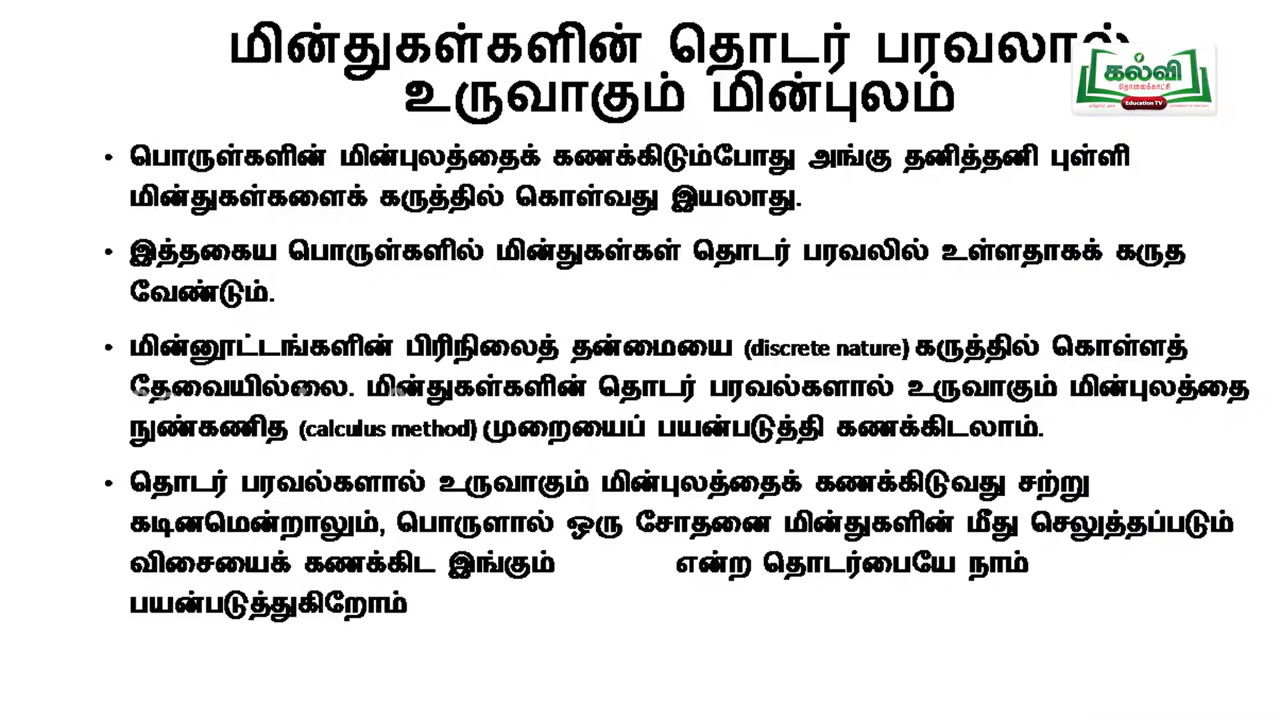 மின்துகள்களின் தொடர் பரவலால்
உருவாகும் மின்புலம்
கல்வி
தொலைக்காட்சி
Education TV
• பொருள்களின் மின்புலத்தைக் கணக்கிடும்போது அங்கு தனித்தனி புள்ளி
மின்துகள்களைக் கருத்தில் கொள்வது இயலாது.
• இத்தகைய பொருள்களில் மின்துகள்கள் தொடர் பரவலில் உள்ளதாகக் கருத
வேண்டும்.
• மின்னூட்டங்களின் பிரிநிலைத் தன்மையை (discrete nature) கருத்தில் கொள்ளத்
தேவையில்லை. மின்துகள்களின் தொடர் பரவல்களால் உருவாகும் மின்புலத்தை
நுண்கணித (calculus method) முறையைப் பயன்படுத்தி கணக்கிடலாம்.
• தொடர் பரவல்களால் உருவாகும் மின்புலத்தைக் கணக்கிடுவது சற்று
கடினமென்றாலும், பொருளால் ஒரு சோதனை மின்துகளின் மீது செலுத்தப்படும்
விசையைக் கணக்கிட இங்கும் என்ற தொடர்பையே நாம்
பயன்படுத்துகிறோம்